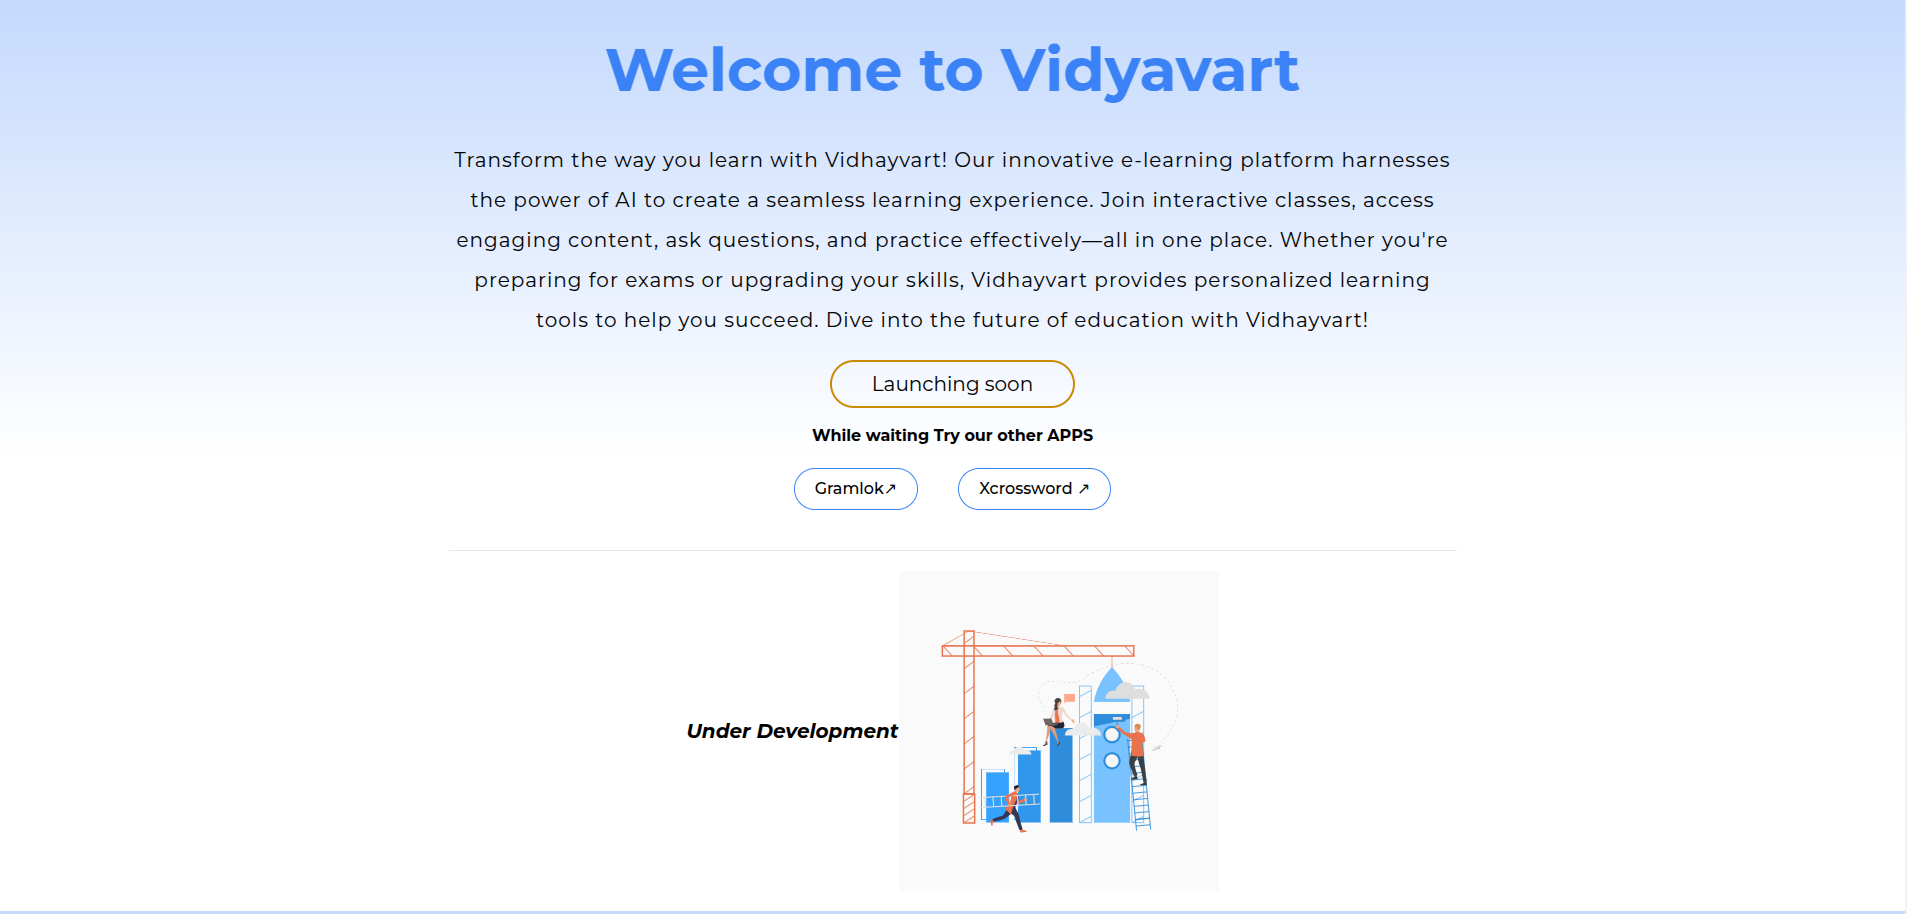 Welcome to Vidyavart
Transform the way you learn with Vidhayvart! Our innovative e-learning platform harnesses
the power of AI to create a seamless learning experience. Join interactive classes, access
engaging content, ask questions, and practice effectively—all in one place. Whether you're
preparing for exams or upgrading your skills, Vidhayvart provides personalized learning
tools to help you succeed. Dive into the future of education with Vidhayvart!
Launching soon
While waiting Try our other APPS
Gramlok↗
Xcrossword ↗
Under Development